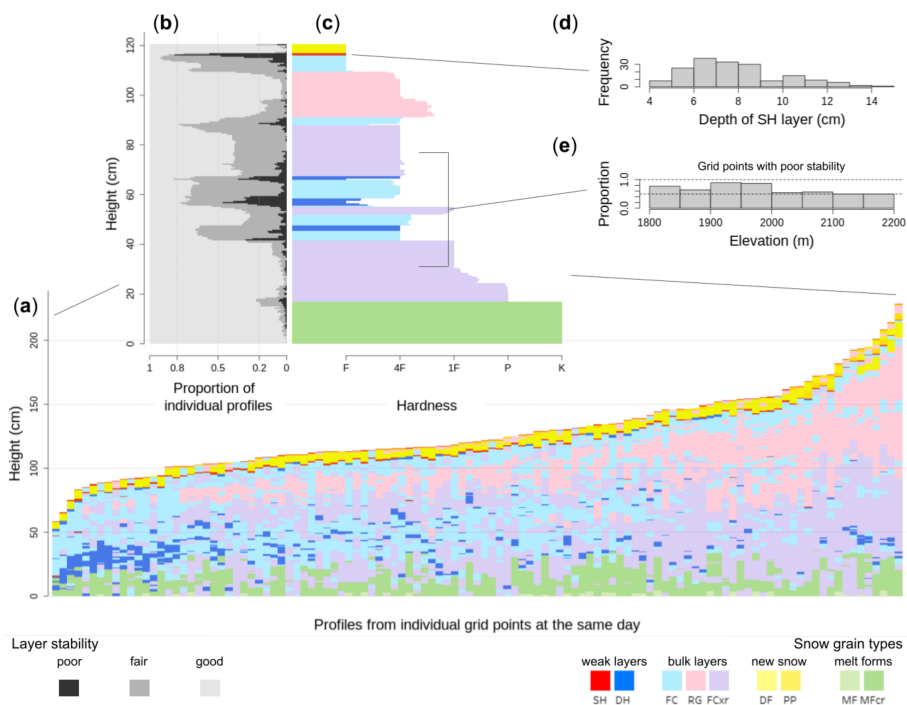 (b)
(c)
(d)
Height (cm)
0
20
40
60
80
100
120
1
0.8
0.5
0.2
0
Proportion of
individual profiles
F
4F
1F
P
K
Hardness
Frequency
0
30
4
6
8
10
12
14
Depth of SH layer (cm)
(e)
Grid points with poor stability
Proportion
0.0
1.0
1800
1900
2000
2100
2200
Elevation (m)
(a)
Height (cm)
0
50
100
150
200
Profiles from individual grid points at the same day
Layer stability
poor
fair
good
Snow grain types
weak layers
bulk layers
new snow
melt forms
SH
DH
FC
RG
FCxr
DF
PP
MF
MFcr